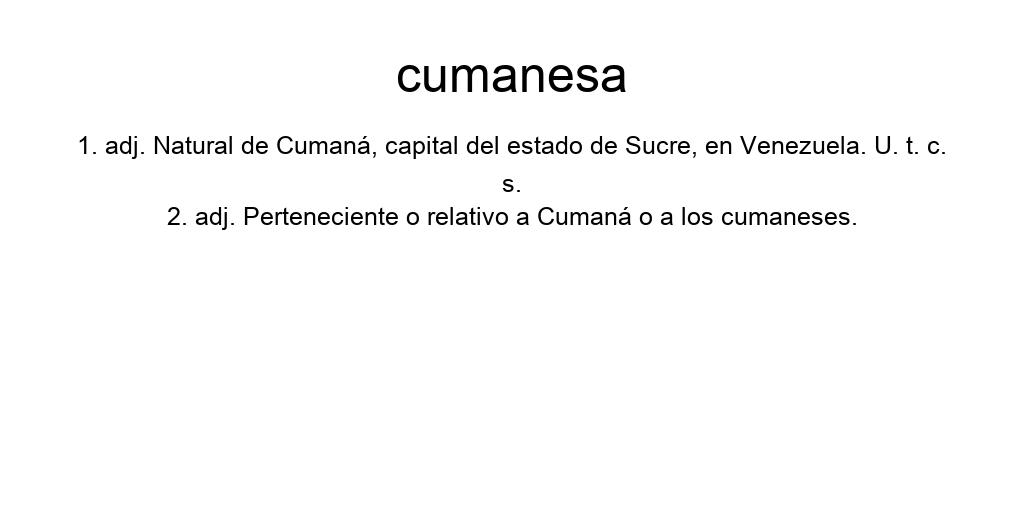 cumanesa
1. adj. Natural de Cumaná, capital del estado de Sucre, en Venezuela. U. t. c.
s.
2. adj. Perteneciente o relativo a Cumaná o a los cumaneses.